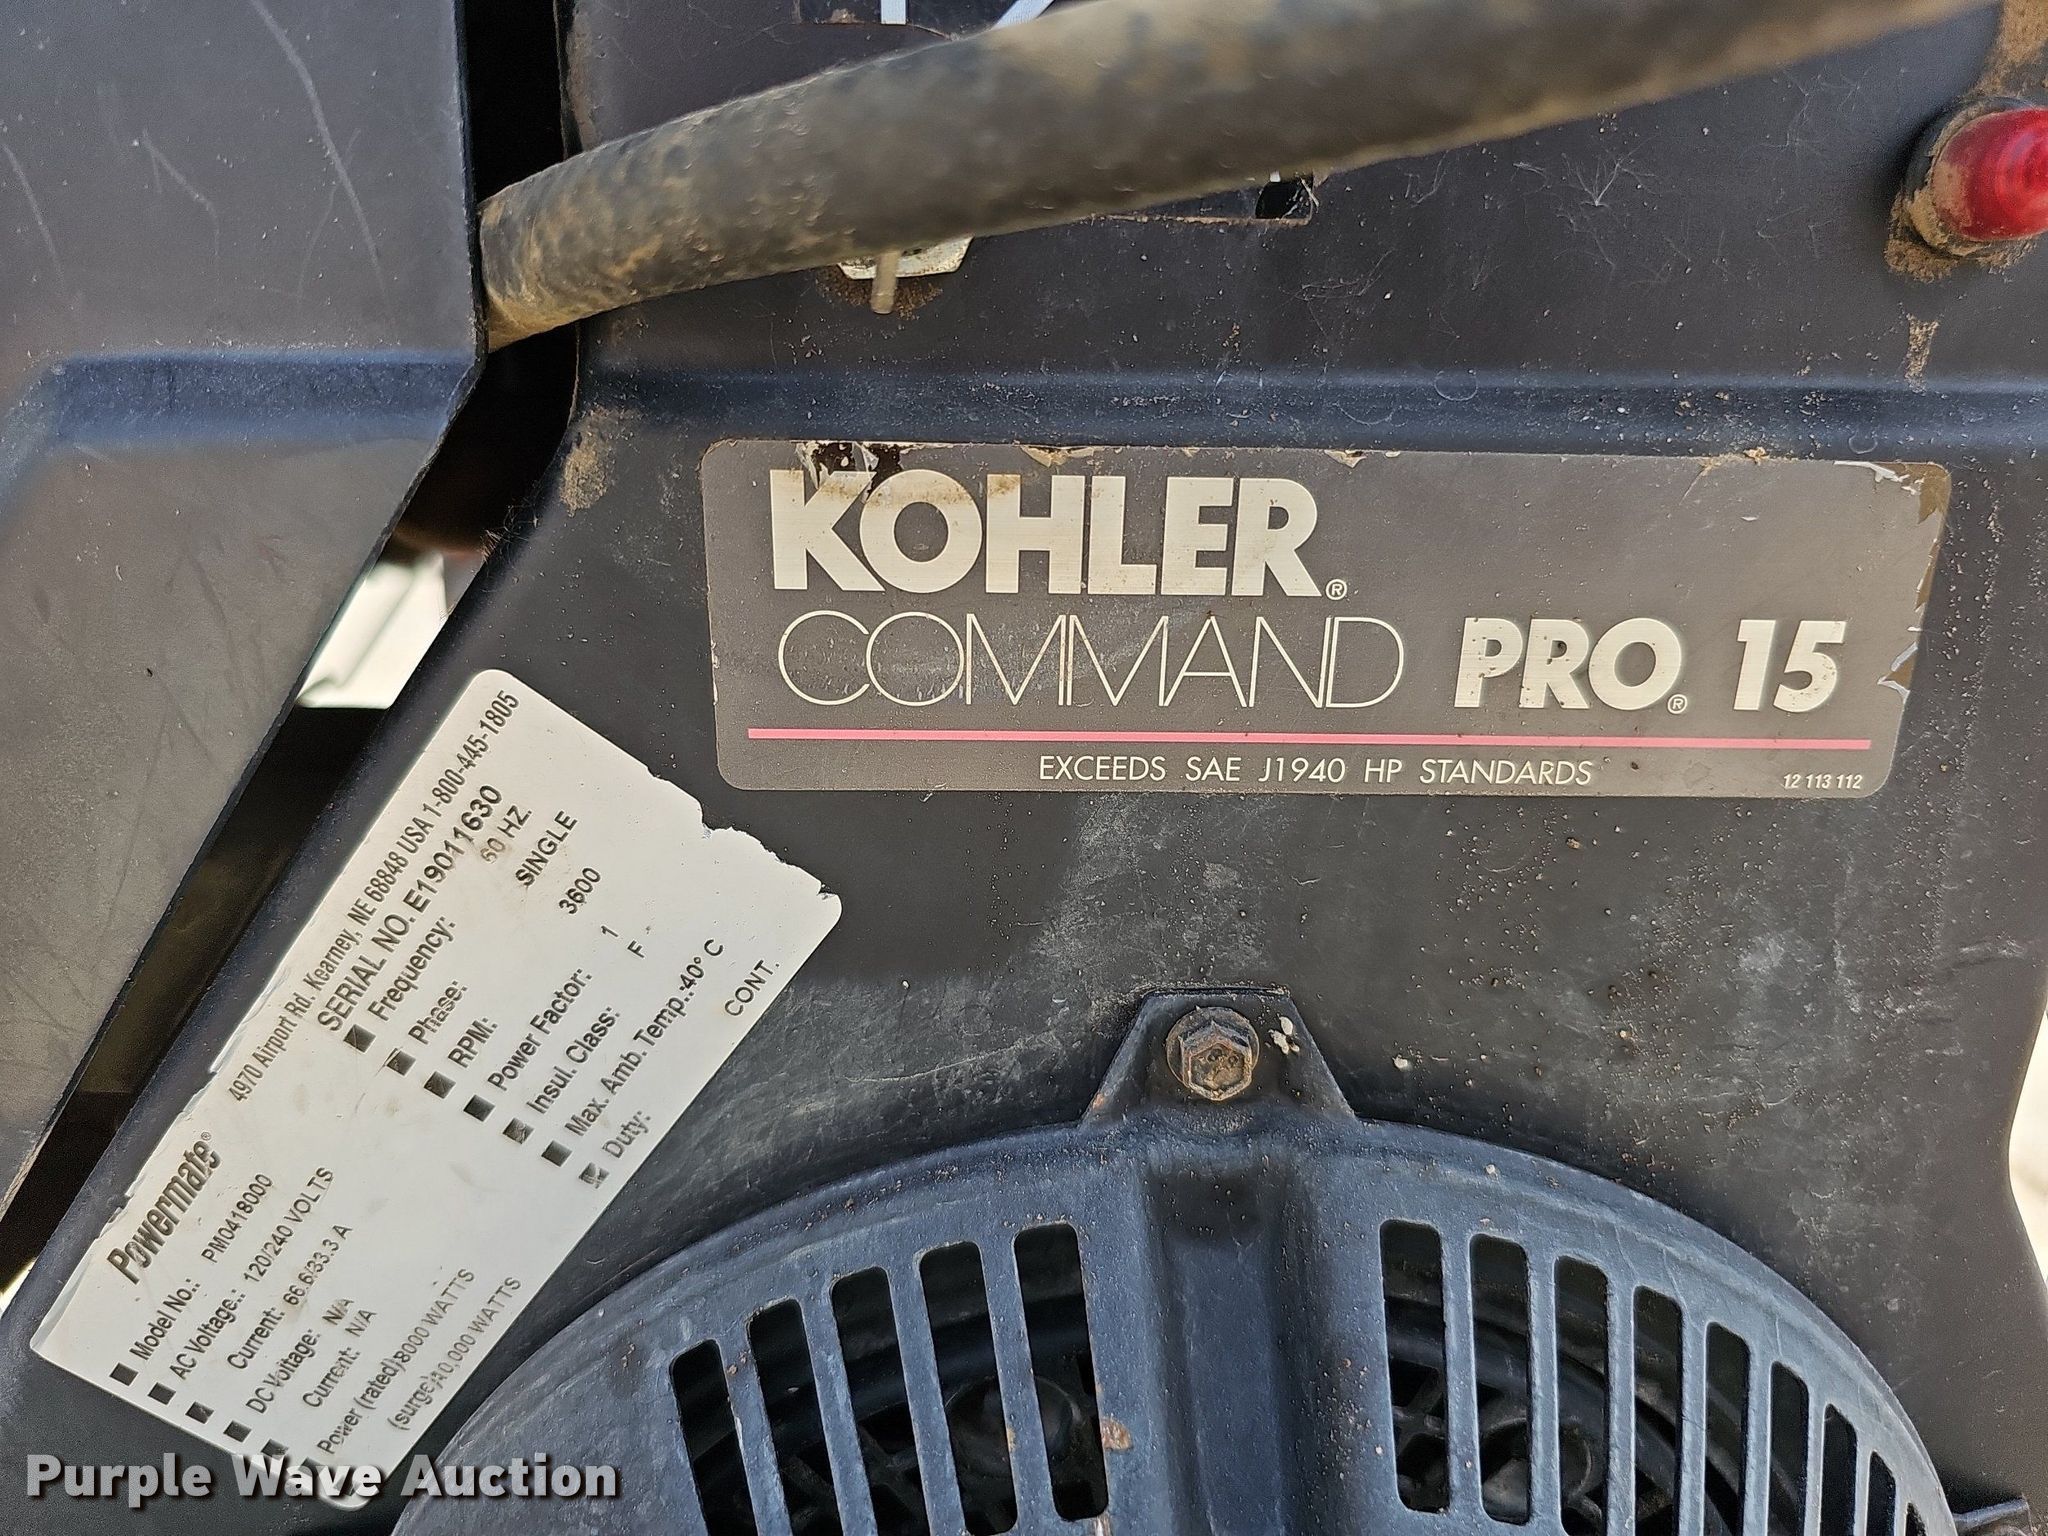 KOHLER®
COMMAND PRO® 15
EXCEEDS SAE J1940 HP STANDARDS
12 113 112
Powermate®
4970 Airport Rd. Kearney, NE 68848 USA 1-800-445-1805
SERIAL NO. E19011630
Model No.: PM0418000
AC Voltage.: 120/240 VOLTS
Current: 66.6/33.3 A
DC Voltage: N/A
Current: N/A
Power (rated) 8000 WATTS
(surge) 10,000 WATTS
Frequency: 60 HZ.
Phase: SINGLE
RPM: 3600
Power Factor: 1
Insul. Class: F
Max. Amb. Temp.: 40° C
Duty: CONT.
Purple Wave Auction